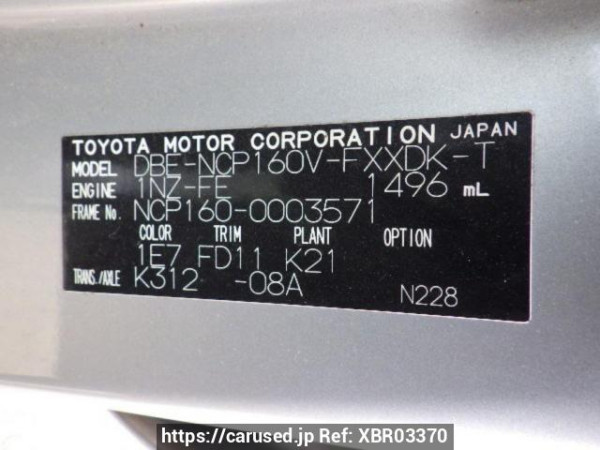 TOYOTA MOTOR CORPORATION JAPAN
MODEL DBE-NCP160V-FXXDK-T
ENGINE 1NZ-FE 1496 mL
FRAME No. NCP160-0003571
COLOR TRIM PLANT OPTION
1E7 FD11 K21
TRANS./AXLE K312 -08A
N228
https://carused.jp Ref: XBR03370